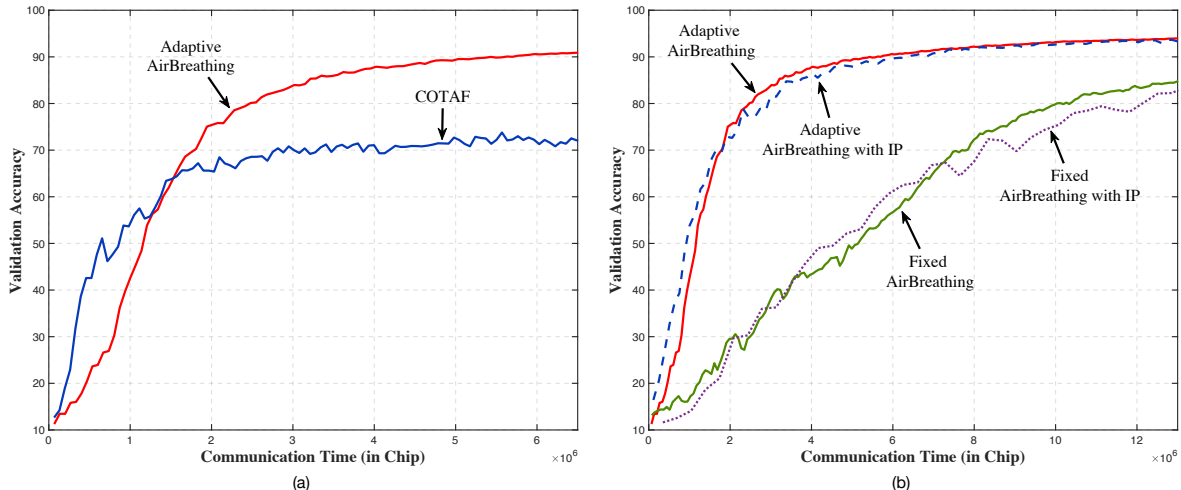 100
90
80
70
60
50
40
30
20
10
0
1
2
3
4
5
6
×10^6
Validation Accuracy
Communication Time (in Chip)
Adaptive
AirBreathing
COTAF
(a)
100
90
80
70
60
50
40
30
20
10
0
2
4
6
8
10
12
×10^6
Validation Accuracy
Communication Time (in Chip)
Adaptive
AirBreathing
Adaptive
AirBreathing with IP
Fixed
AirBreathing with IP
Fixed
AirBreathing
(b)